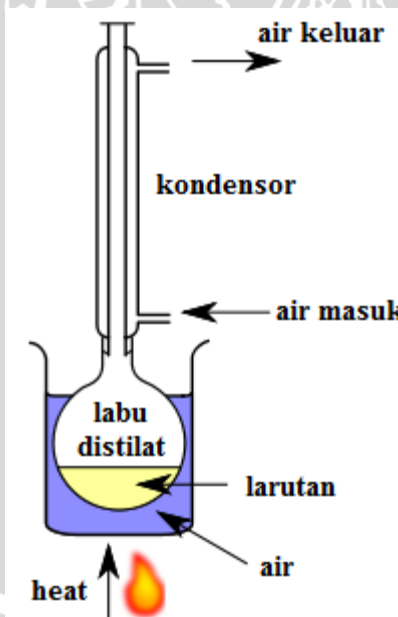 air keluar
kondensor
air masuk
labu
distilat
larutan
air
heat